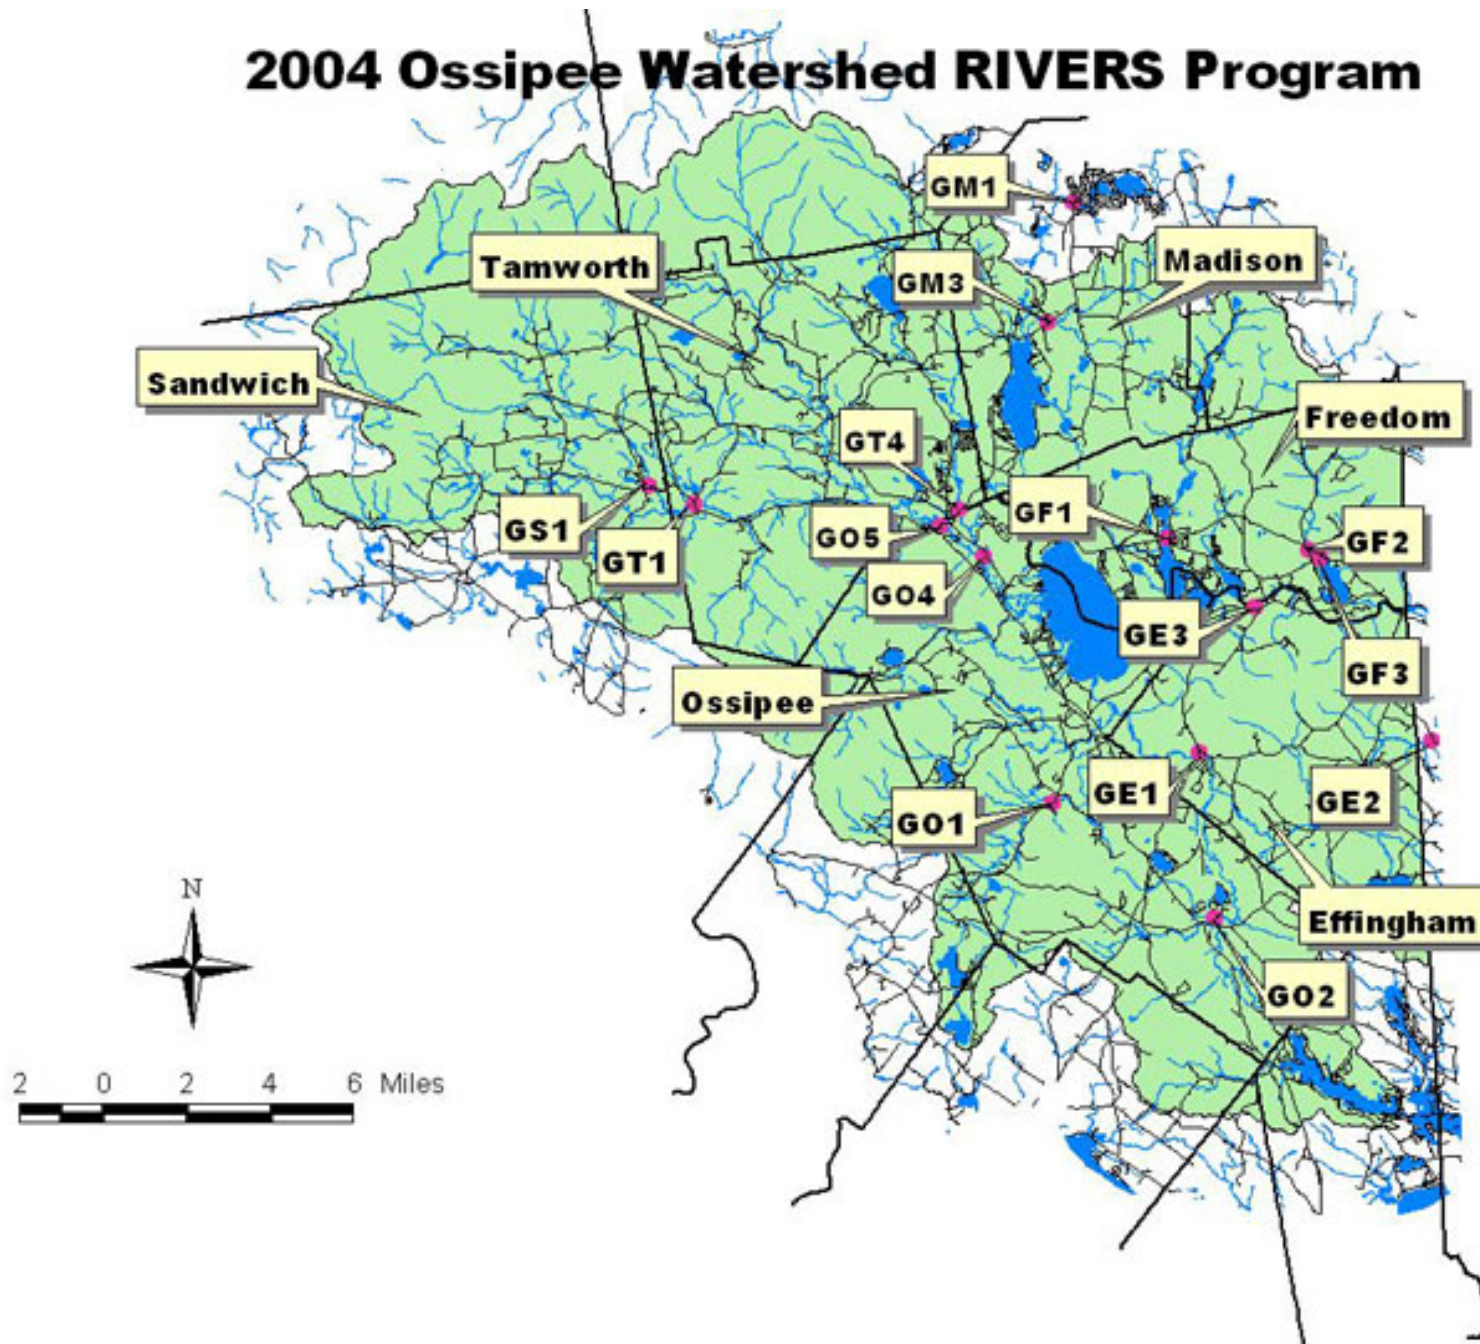 2004 Ossipee Watershed RIVERS Program
GM1
Tamworth
GM3
Madison
Sandwich
Freedom
GT4
GS1
GT1
GO5
GF1
GF2
GO4
GE3
GF3
Ossipee
GO1
GE1
GE2
N
Effingham
GO2
2 0 2 4 6 Miles